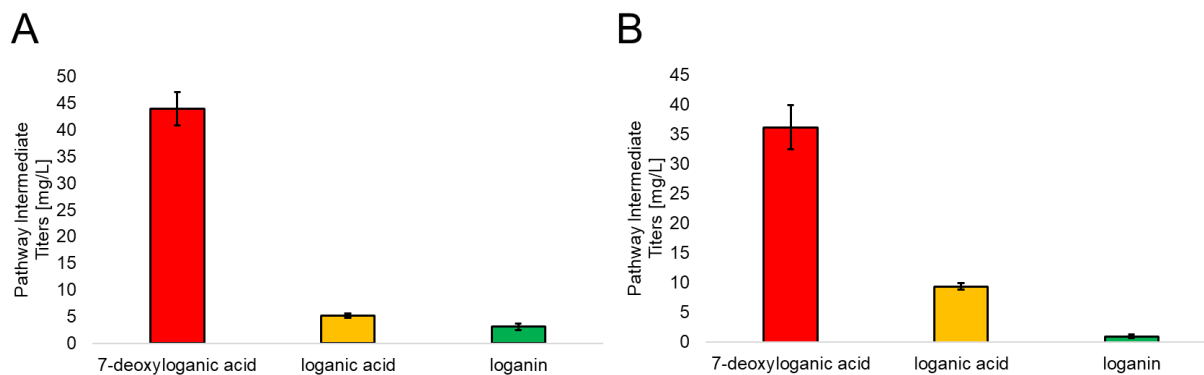 A
Pathway Intermediate
Titers [mg/L]
50
45
40
35
30
25
20
15
10
5
0
7-deoxyloganic acid
loganic acid
loganin
B
Pathway Intermediate
Titers [mg/L]
45
40
35
30
25
20
15
10
5
0
7-deoxyloganic acid
loganic acid
loganin